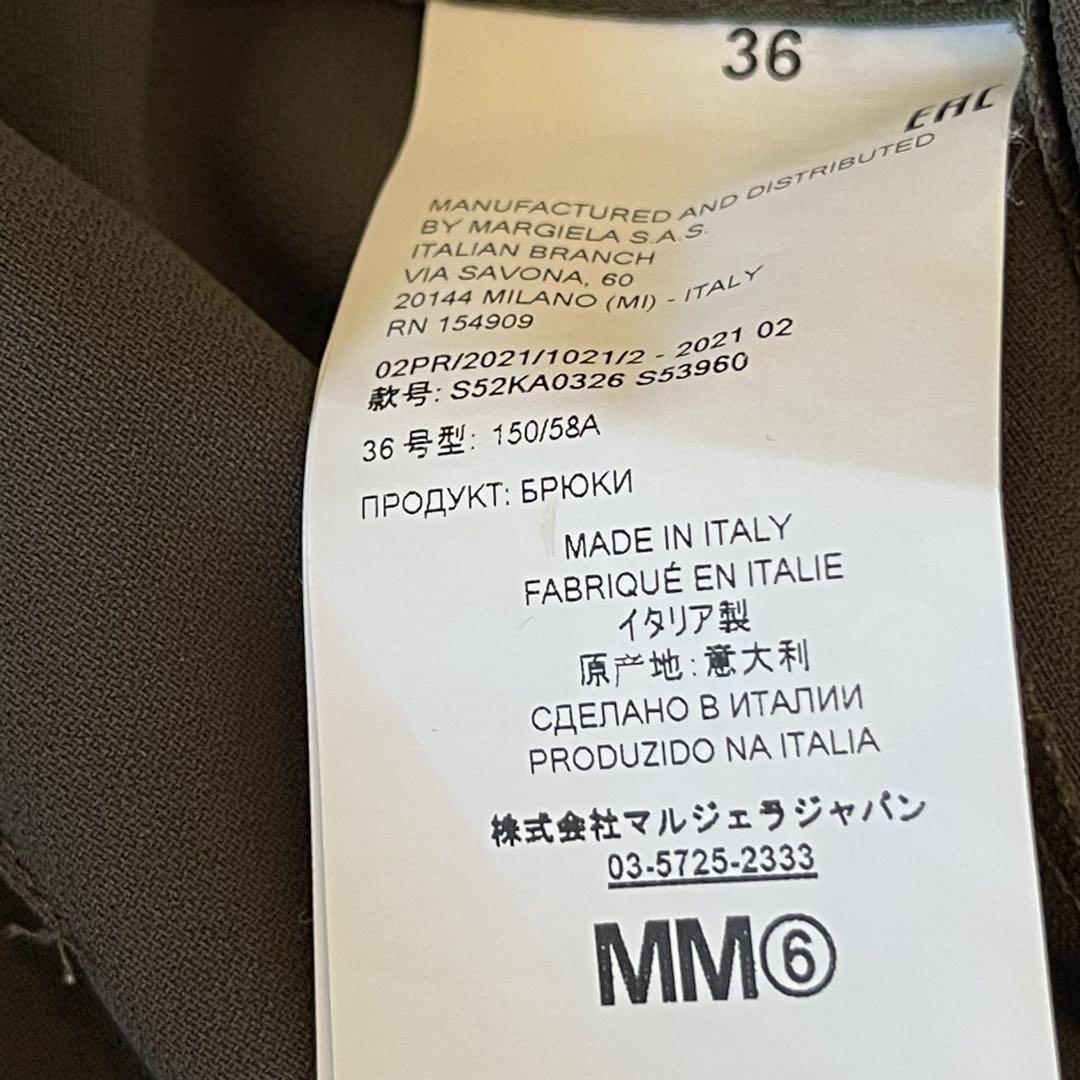 36
EAC
MANUFACTURED AND DISTRIBUTED
BY MARGIELA S.A.S.
ITALIAN BRANCH
VIA SAVONA, 60
20144 MILANO (MI) - ITALY
RN 154909
02PR/2021/1021/2 - 2021 02
款号: S52KA0326 S53960
36 号型: 150/58A
ПРОДУКТ: БРЮКИ
MADE IN ITALY
FABRIQUÉ EN ITALIE
イタリア製
原产地: 意大利
СДЕЛАНО В ИТАЛИИ
PRODUZIDO NA ITALIA
株式会社マルジェラジャパン
03-5725-2333
MM⑥